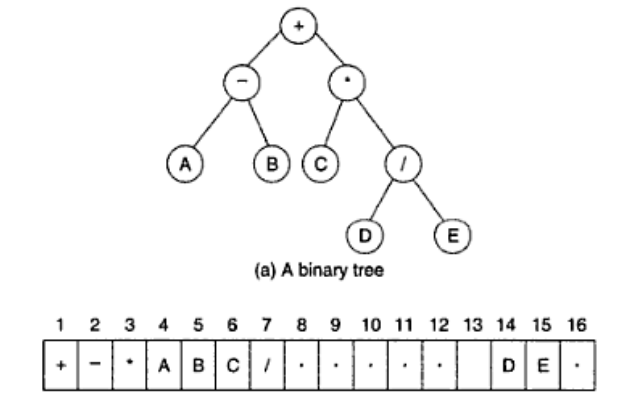 +
- *
A B C /
D E
(a) A binary tree
1 2 3 4 5 6 7 8 9 10 11 12 13 14 15 16
+ - * A B C / · · · · · D E ·